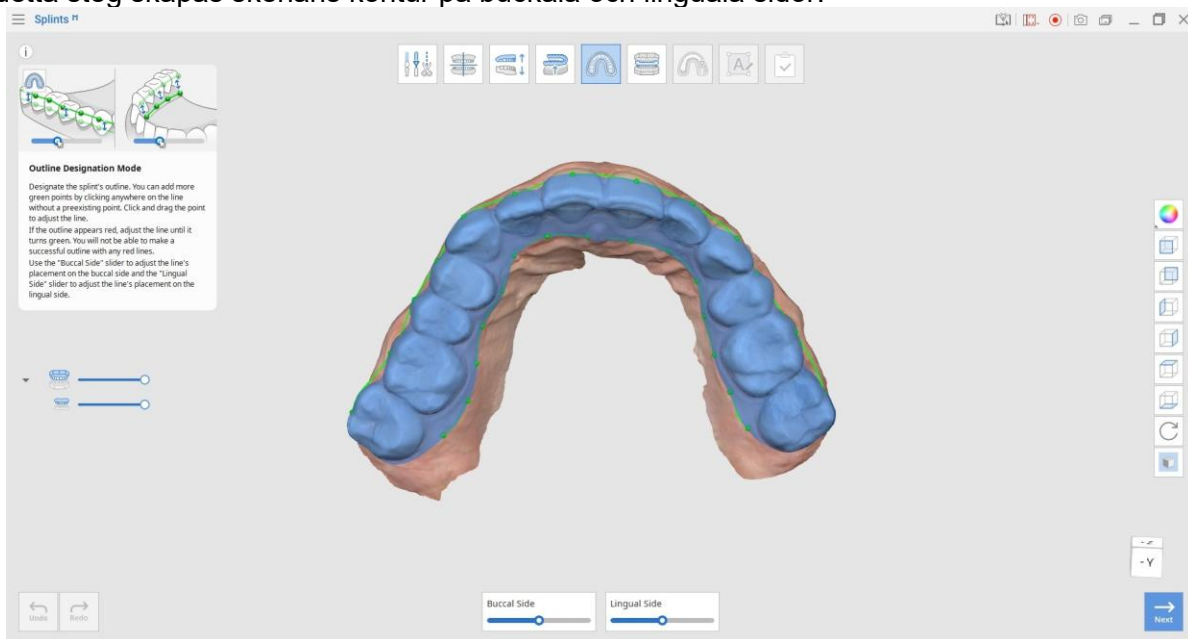 detta steg skapas skenans kontur på buckala och linguala sidor.
Splints M
Outline Designation Mode
Designate the splint's outline. You can add more
green points by clicking anywhere on the line
without a preexisting point. Click and drag the point
to adjust the line.
If the outline appears red, adjust the line until it
turns green. You will not be able to make a
successful outline with any red lines.
Use the "Buccal Side" slider to adjust the line's
placement on the buccal side and the "Lingual
Side" slider to adjust the line's placement on the
lingual side.
- Y
Undo
Redo
Buccal Side
Lingual Side
Next